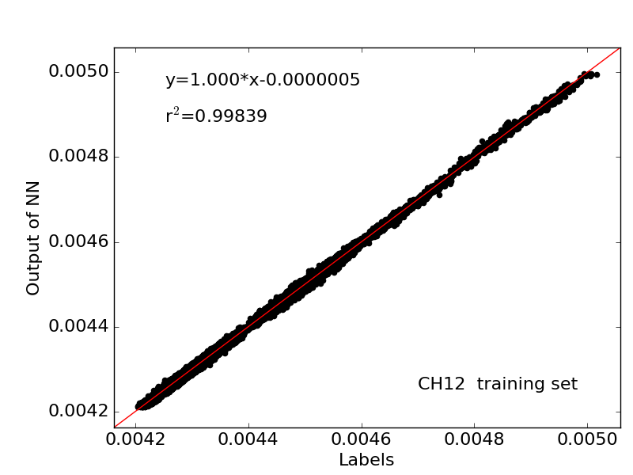 y=1.000*x-0.0000005
r²=0.99839
0.0050
0.0048
0.0046
0.0044
0.0042
Output of NN
CH12 training set
0.0042 0.0044 0.0046 0.0048 0.0050
Labels